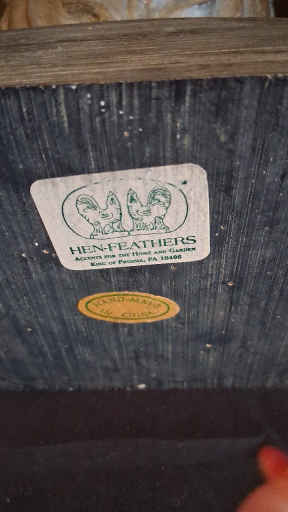 HEN-FEATHERS
ACCENTS FOR THE HOME AND GARDEN
KING OF PRUSSIA, PA 19406
HAND-MADE
IN CHINA